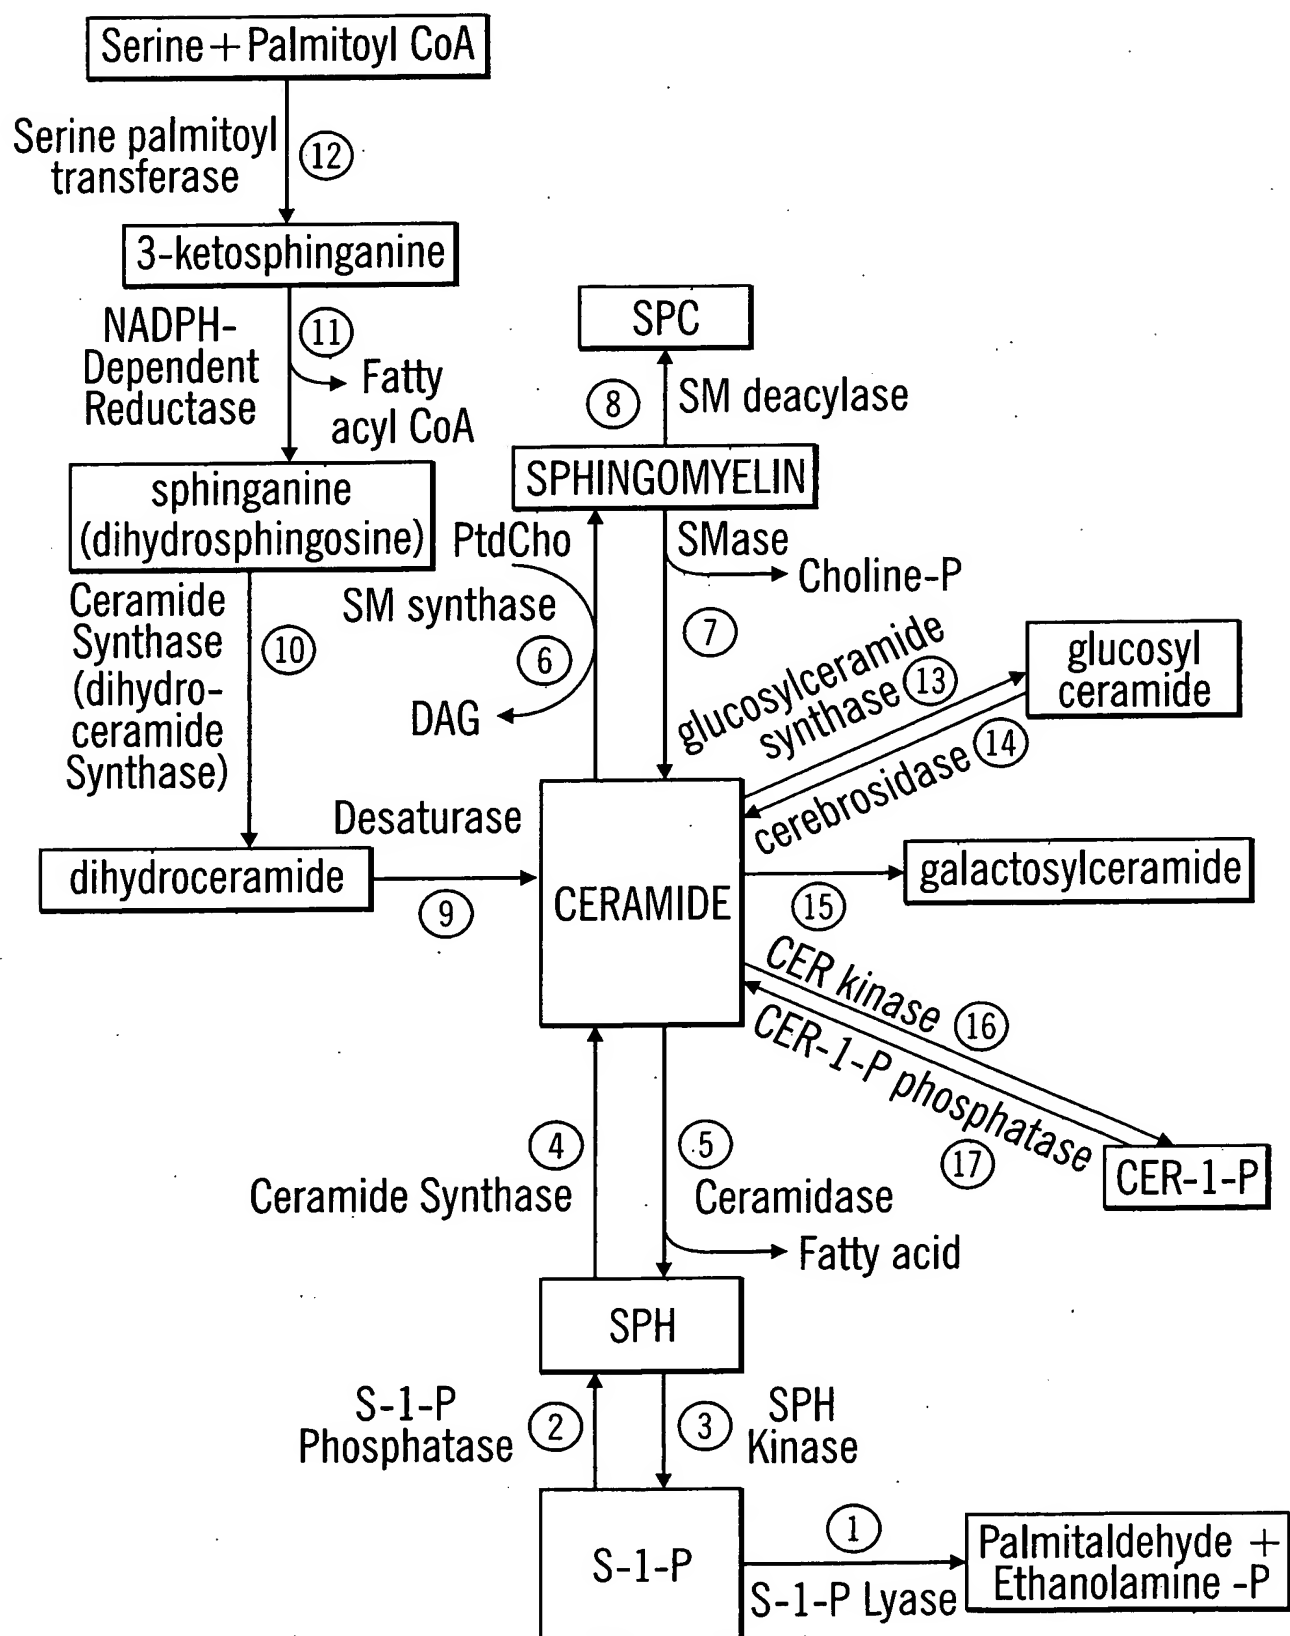 Serine + Palmitoyl CoA
Serine palmitoyl
transferase
12
3-ketosphinganine
NADPH-
Dependent
Reductase
11
Fatty
acyl CoA
sphinganine
(dihydrosphingosine)
Ceramide
Synthase
(dihydro-
ceramide
Synthase)
10
dihydroceramide
Desaturase
9
SPC
8
SM deacylase
SPHINGOMYELIN
PtdCho
SM synthase
6
DAG
SMase
Choline-P
7
glucosylceramide
synthase 13
glucosyl
ceramide
cerebrosidase 14
CERAMIDE
15
galactosylceramide
CER kinase 16
CER-1-P phosphatase
17
CER-1-P
4
Ceramide Synthase
5
Ceramidase
Fatty acid
SPH
S-1-P
Phosphatase
2
3
SPH
Kinase
S-1-P
1
S-1-P Lyase
Palmitaldehyde +
Ethanolamine -P